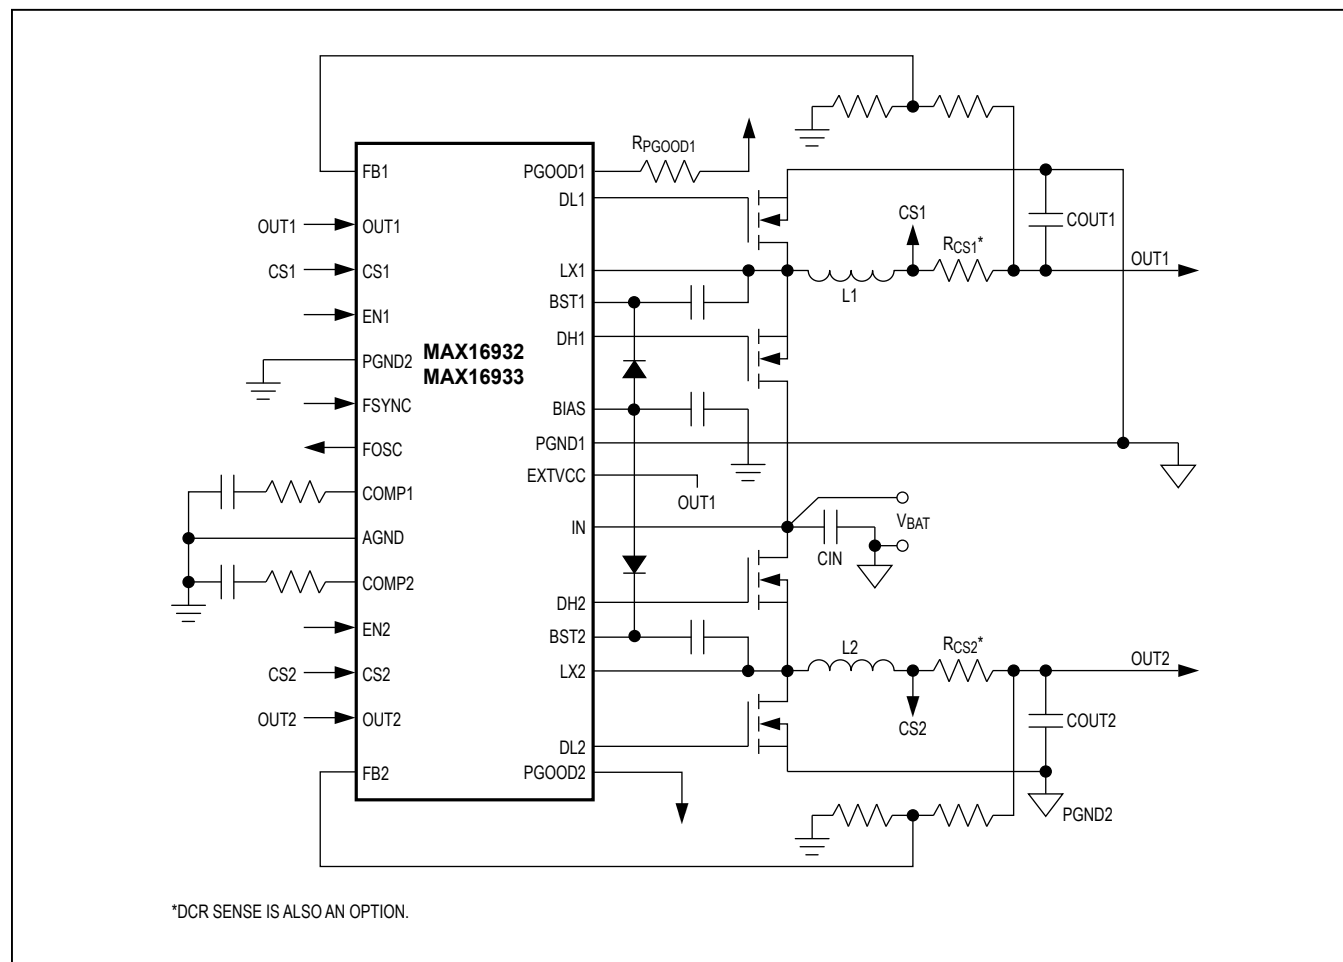 RPGOOD1
FB1
PGOOD1
DL1
OUT1
OUT1
CS1
COUT1
CS1
CS1
LX1
RCS1*
OUT1
L1
BST1
EN1
DH1
MAX16932
MAX16933
PGND2
FSYNC
BIAS
PGND1
FOSC
EXTVCC
OUT1
COMP1
IN
VBAT
AGND
CIN
COMP2
DH2
EN2
BST2
L2
RCS2*
OUT2
CS2
CS2
LX2
CS2
COUT2
OUT2
OUT2
DL2
FB2
PGOOD2
PGND2
*DCR SENSE IS ALSO AN OPTION.